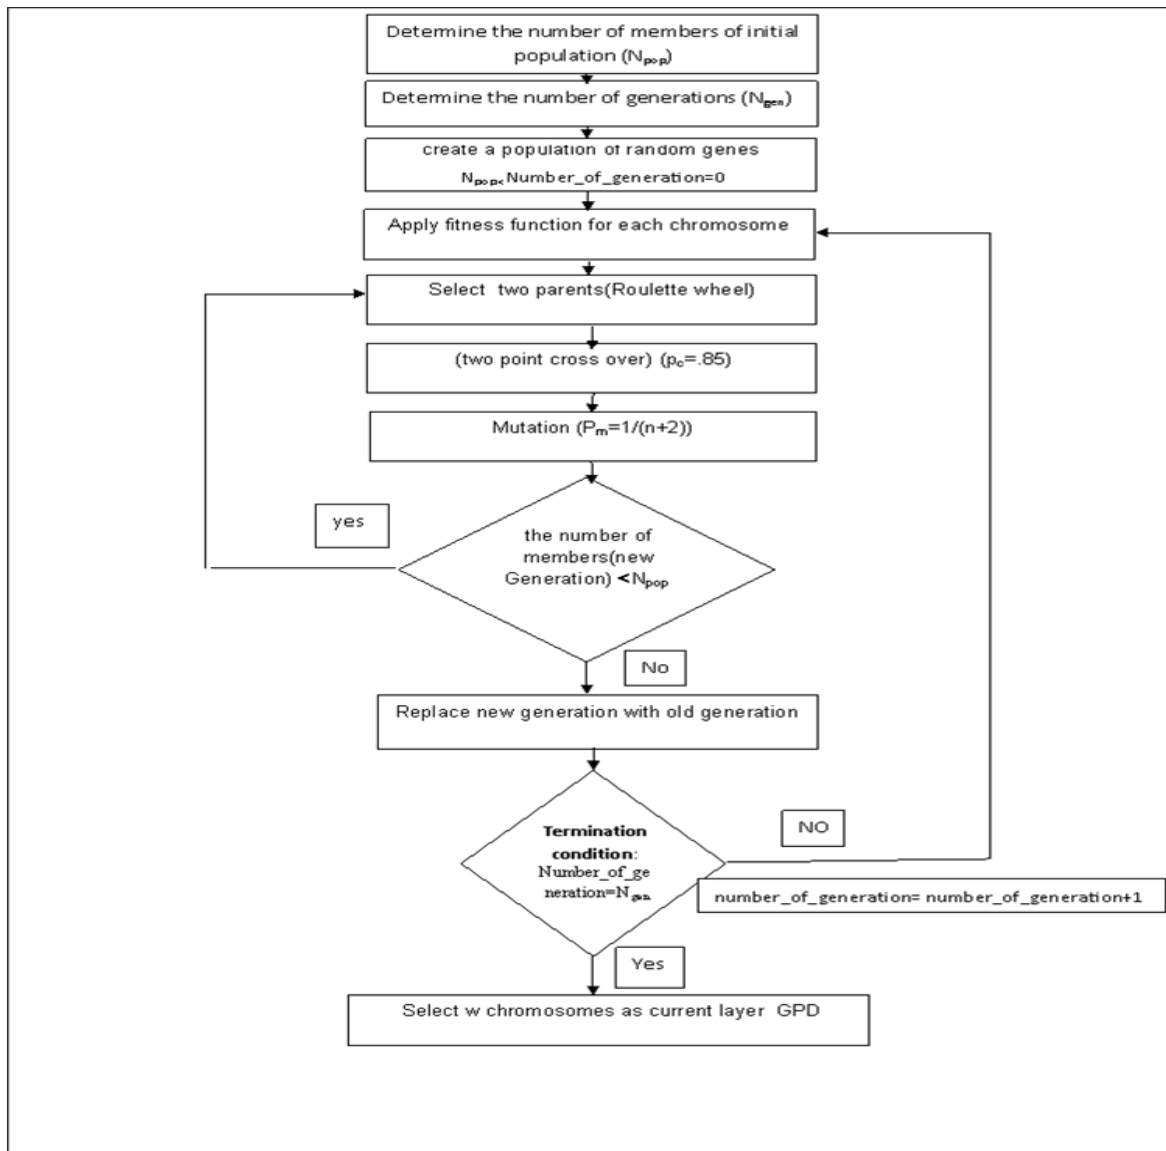 Determine the number of members of initial
population (Npop)
Determine the number of generations (Ngen)
create a population of random genes
Npop<Number_of_generation=0
Apply fitness function for each chromosome
Select two parents(Roulette wheel)
(two point cross over) (pc=.85)
Mutation (Pm=1/(n+2))
yes
the number of
members(new
Generation) <Npop
No
Replace new generation with old generation
NO
Termination
condition:
Number_of_ge
neration=Ngen
number_of_generation= number_of_generation+1
Yes
Select w chromosomes as current layer GPD